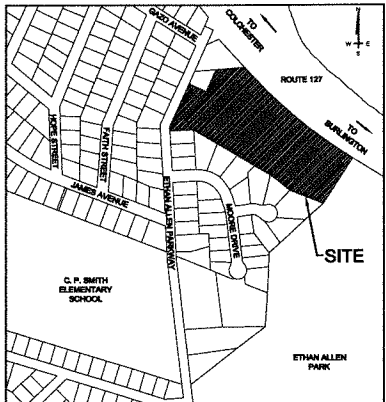 GAZO AVENUE
TO
COLCHESTER
N
W E
S
ROUTE 127
TO
BURLINGTON
HOPE STREET
FAITH STREET
JAMES AVENUE
ETHAN ALLEN PARKWAY
MOORE DRIVE
SITE
C. P. SMITH
ELEMENTARY
SCHOOL
ETHAN ALLEN
PARK